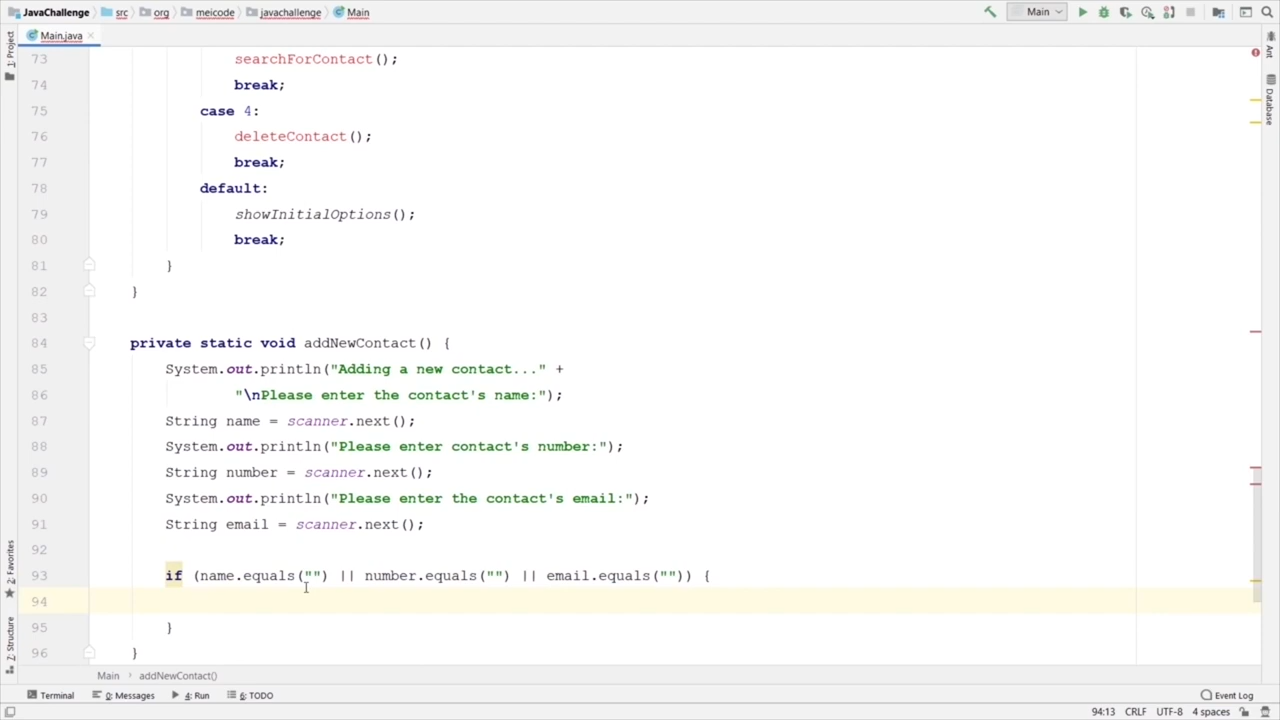 JavaChallenge src org meicode javachallenge Main Main
1: Project Main.java Ant
Database
73 searchForContact();
74 break;
75 case 4:
76 deleteContact();
77 break;
78 default:
79 showInitialOptions();
80 break;
81 }
82 }
83
84 private static void addNewContact() {
85 System.out.println("Adding a new contact..." +
86 "\nPlease enter the contact's name:");
87 String name = scanner.next();
88 System.out.println("Please enter contact's number:");
89 String number = scanner.next();
90 System.out.println("Please enter the contact's email:");
91 String email = scanner.next();
92
93 if (name.equals("") || number.equals("") || email.equals("")) {
94
95 }
96 }
2: Favorites
7: Structure
Main › addNewContact()
Terminal 0: Messages 4: Run 6: TODO Event Log
94:13 CRLF UTF-8 4 spaces